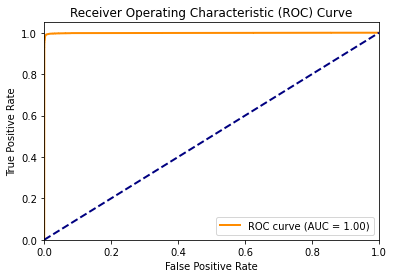 Receiver Operating Characteristic (ROC) Curve
1.0
0.8
0.6
0.4
0.2
0.0
True Positive Rate
ROC curve (AUC = 1.00)
0.0 0.2 0.4 0.6 0.8 1.0
False Positive Rate